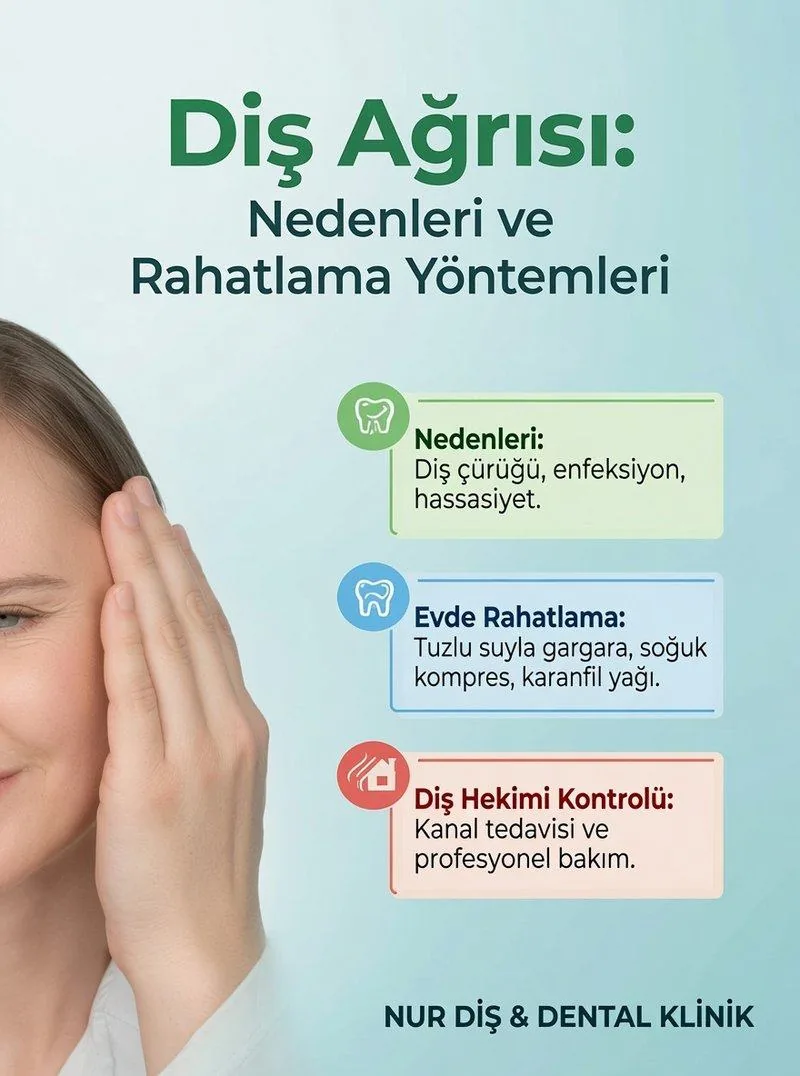 Diş Ağrısı:
Nedenleri ve
Rahatlama Yöntemleri
Nedenleri:
Diş çürüğü, enfeksiyon,
hassasiyet.
Evde Rahatlama:
Tuzlu suyla gargara, soğuk
kompres, karanfil yağı.
Diş Hekimi Kontrolü:
Kanal tedavisi ve
profesyonel bakım.
NUR DİŞ & DENTAL KLİNİK